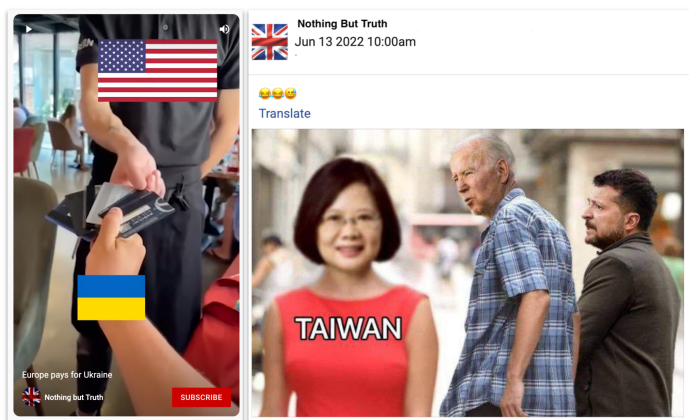 Europe pays for Ukraine
Nothing but Truth
SUBSCRIBE
Nothing But Truth
Jun 13 2022 10:00am
Translate
TAIWAN